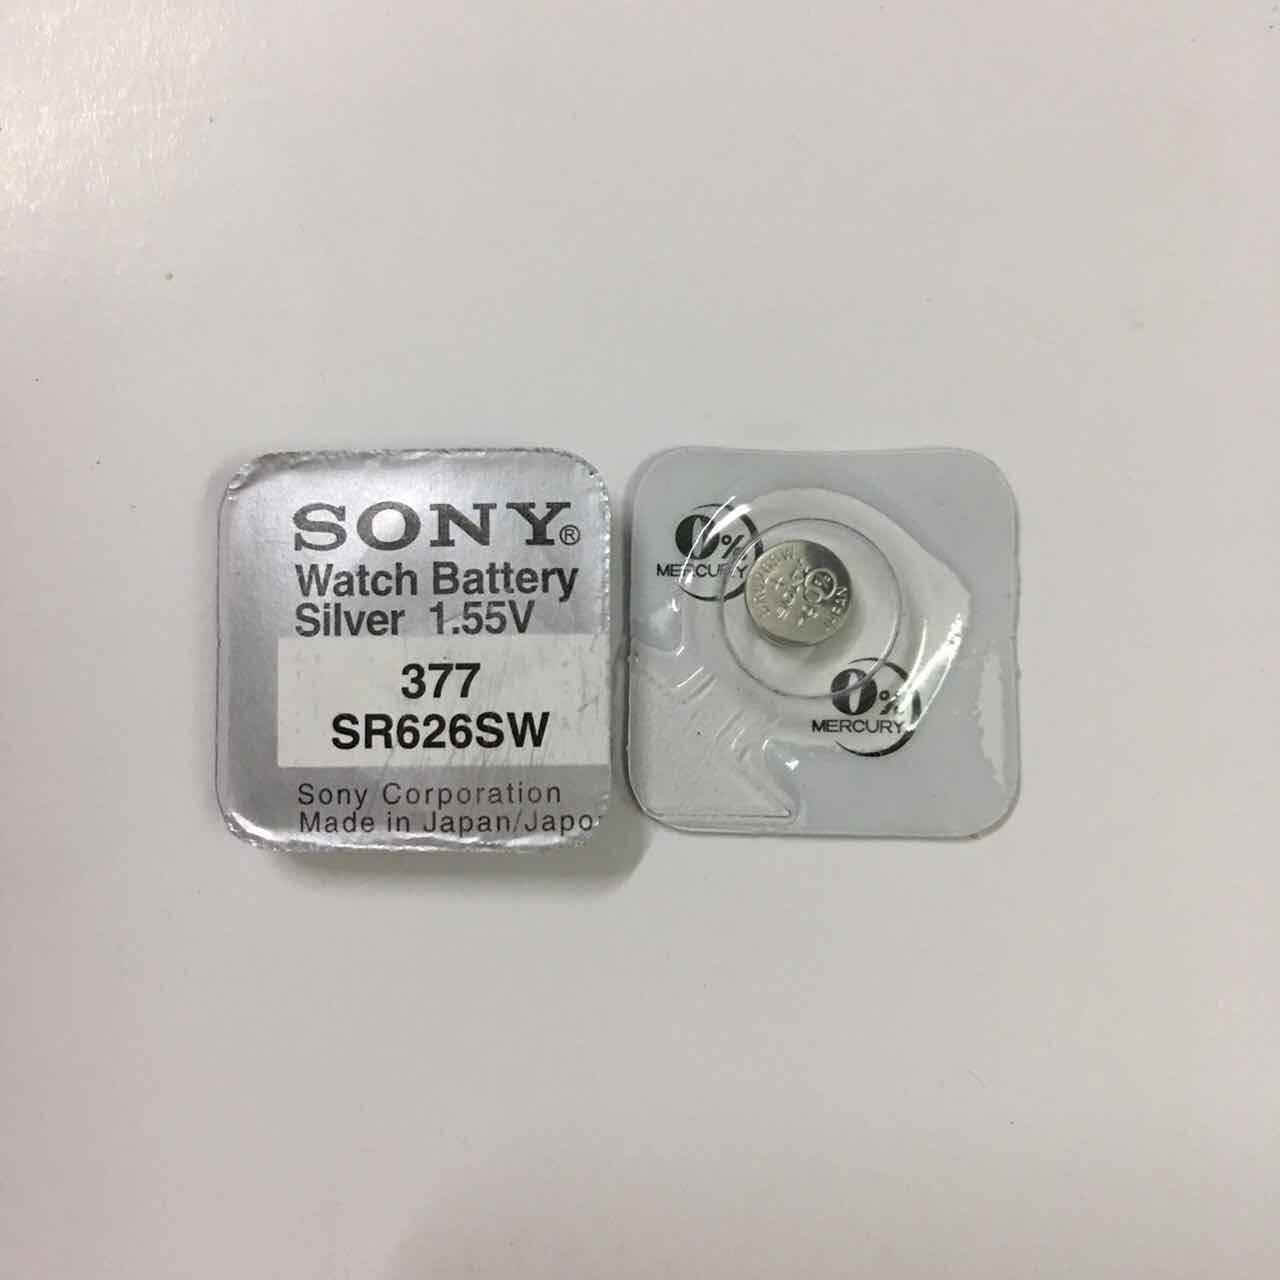 SONY®
Watch Battery
Silver 1.55V
377
SR626SW
Sony Corporation
Made in Japan/Japo
0%
MERCURY
0%
MERCURY